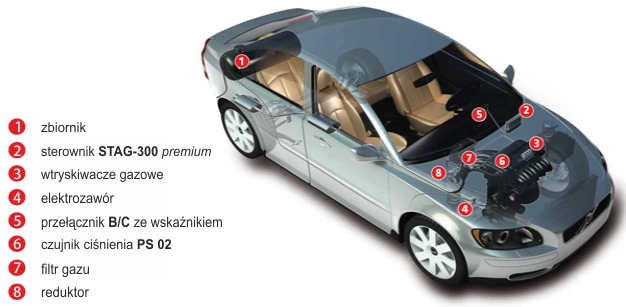 1 zbiornik
2 sterownik STAG-300 premium
3 wtryskiwacze gazowe
4 elektrozawór
5 przełącznik B/C ze wskaźnikiem
6 czujnik ciśnienia PS 02
7 filtr gazu
8 reduktor
1
2
5
3
7
6
8
4